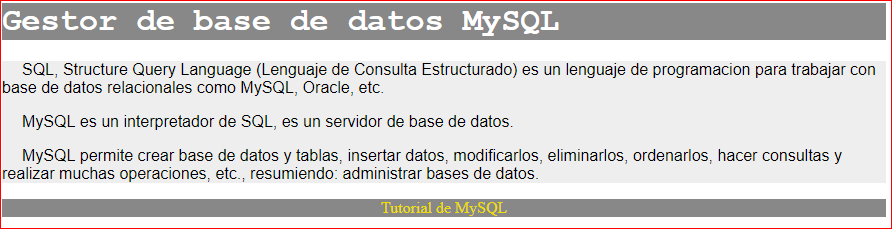 Gestor de base de datos MySQL
SQL, Structure Query Language (Lenguaje de Consulta Estructurado) es un lenguaje de programacion para trabajar con
base de datos relacionales como MySQL, Oracle, etc.
MySQL es un interpretador de SQL, es un servidor de base de datos.
MySQL permite crear base de datos y tablas, insertar datos, modificarlos, eliminarlos, ordenarlos, hacer consultas y
realizar muchas operaciones, etc., resumiendo: administrar bases de datos.
Tutorial de MySQL